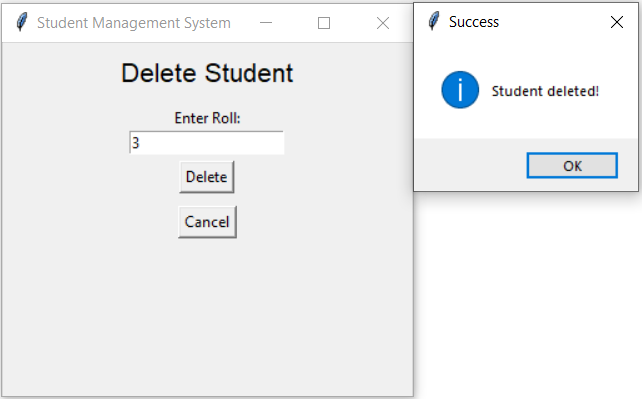 Student Management System
Delete Student
Enter Roll:
3
Delete
Cancel
Success
Student deleted!
OK